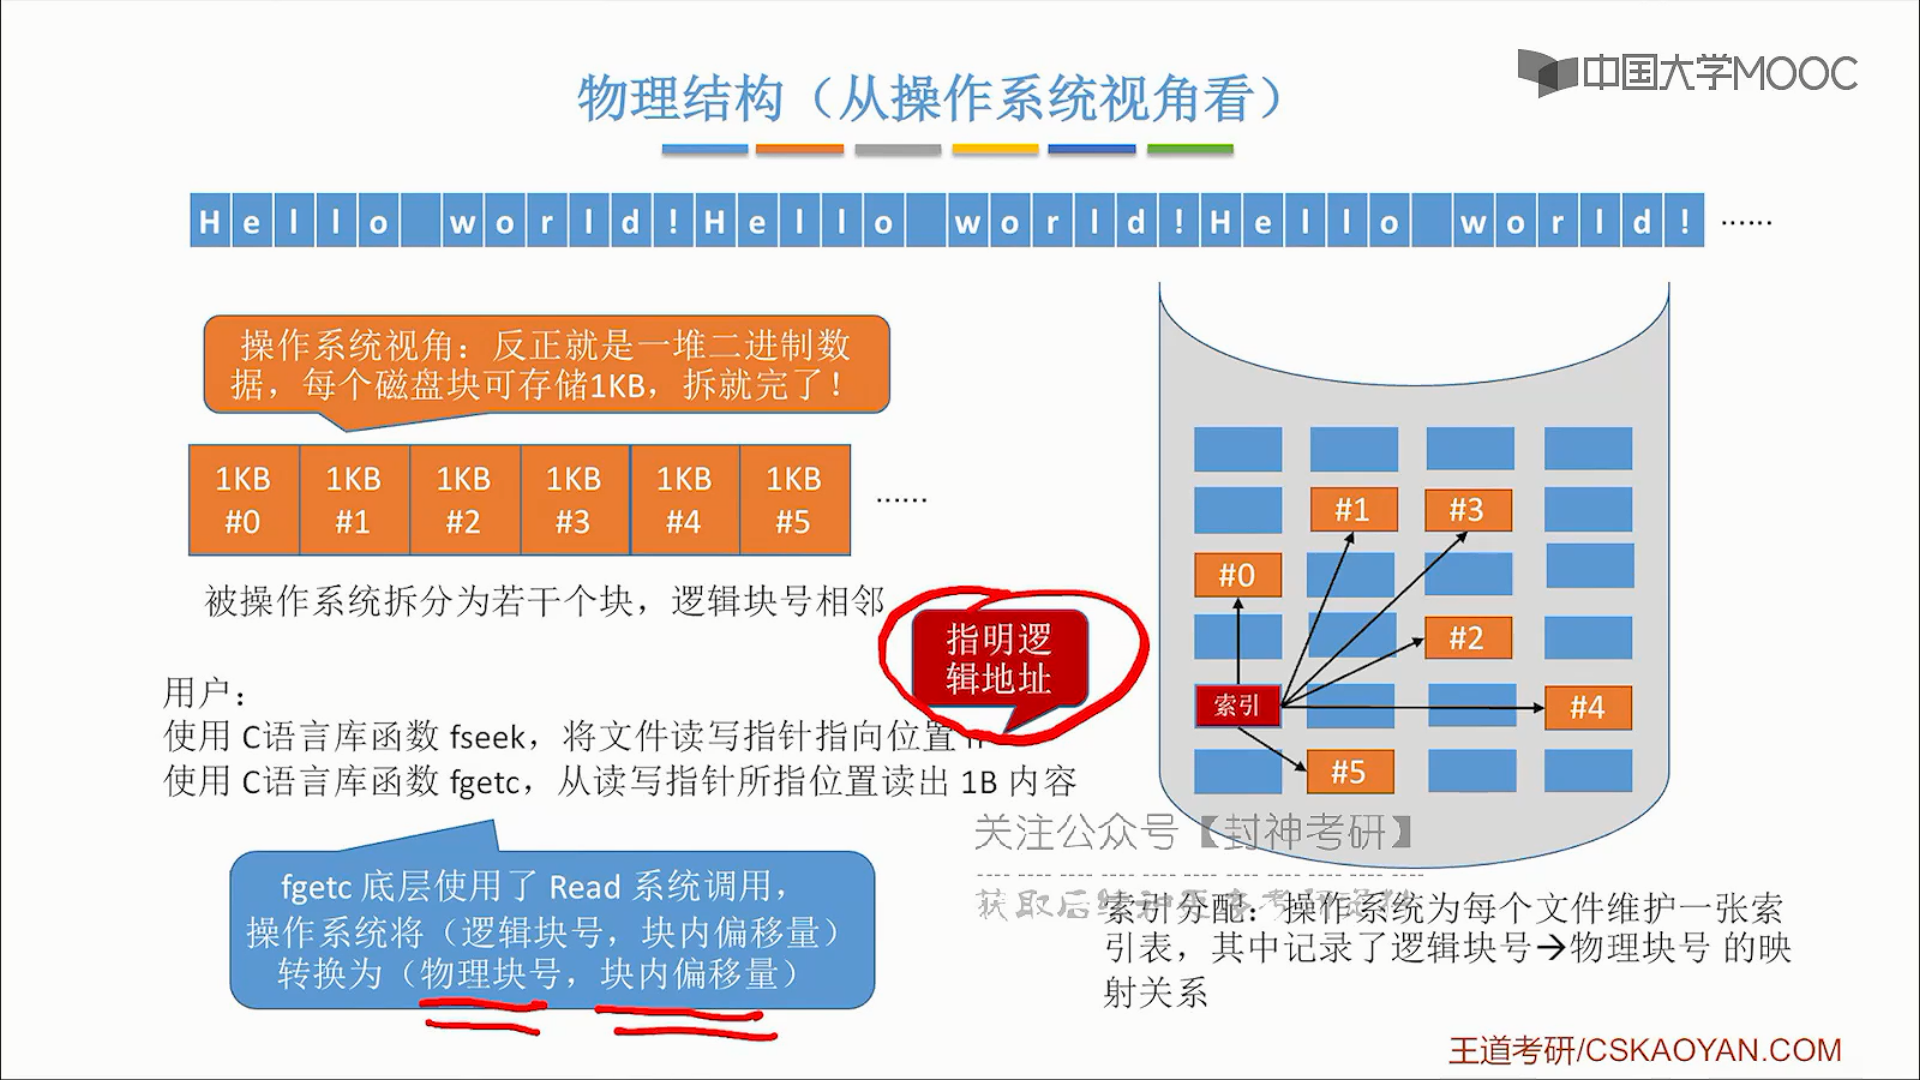 中国大学MOOC
物理结构（从操作系统视角看）
Hello world!Hello world!Hello world! ......
操作系统视角：反正就是一堆二进制数
据，每个磁盘块可存储1KB，拆就完了！
1KB 1KB 1KB 1KB 1KB 1KB
#0 #1 #2 #3 #4 #5 ......
被操作系统拆分为若干个块，逻辑块号相邻
指明逻
辑地址
用户：
使用 C语言库函数 fseek，将文件读写指针指向位置
使用 C语言库函数 fgetc，从读写指针所指位置读出 1B 内容
fgetc 底层使用了 Read 系统调用，
操作系统将（逻辑块号，块内偏移量）
转换为（物理块号，块内偏移量）
#1 #3
#0
#2
索引 #4
#5
关注公众号【封神考研】
获取后续
索引分配：操作系统为每个文件维护一张索
引表，其中记录了逻辑块号→物理块号 的映
射关系
王道考研/CSKAOYAN.COM